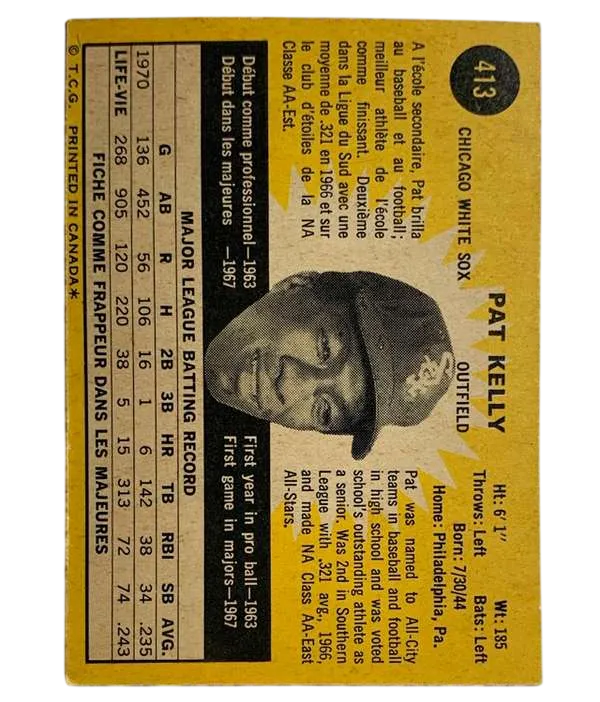 413
PAT KELLY
CHICAGO WHITE SOX
OUTFIELD
Ht: 6' 1" Wt: 185
Throws: Left Bats: Left
Born: 7/30/44
Home: Philadelphia, Pa.
A l'école secondaire, Pat brilla
au baseball et au football;
meilleur athlète de l'école
comme finissant. Deuxième
dans la Ligue du Sud avec une
moyenne de .321 en 1966 et sur
le club d'étoiles de la NA
Classe AA-Est.
Pat was named to All-City
teams in baseball and football
in high school and was voted
school's outstanding athlete as
a senior. Was 2nd in Southern
League with .321 avg., 1966,
and made NA Class AA-East
All-Stars.
Début comme professionnel—1963
Début dans les majeures —1967
First year in pro ball—1963
First game in majors—1967
MAJOR LEAGUE BATTING RECORD
G AB R H 2B 3B HR TB RBI SB AVG.
1970 136 452 56 106 16 1 6 142 38 34 .235
LIFE-VIE 268 905 120 220 38 5 15 313 72 74 .243
FICHE COMME FRAPPEUR DANS LES MAJEURES
© T.C.G. PRINTED IN CANADA*